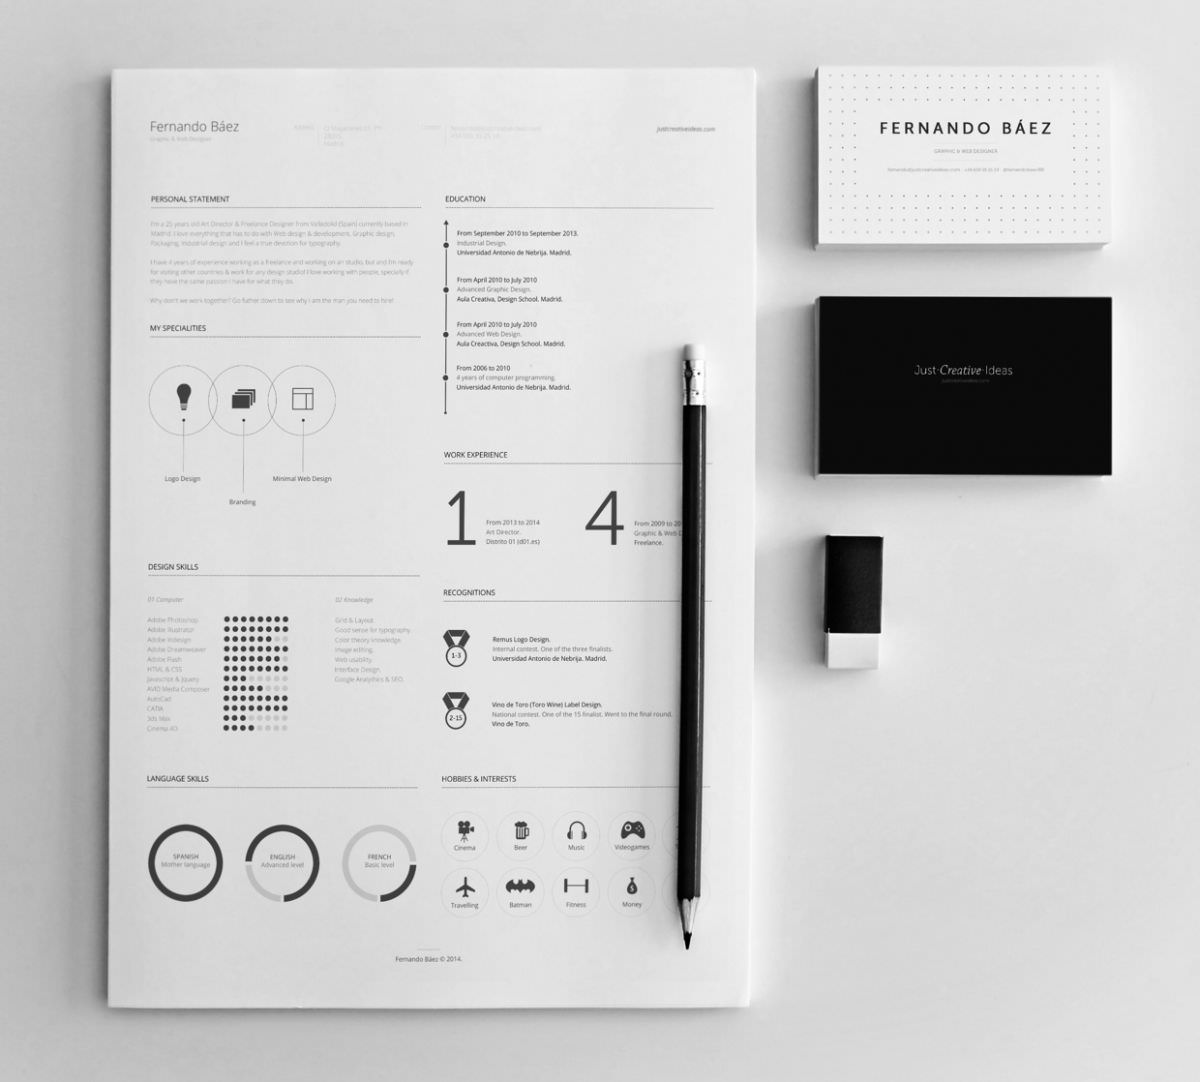 Fernando Báez
Graphic & Web Designer
Madrid
justcreativeideas.com
PERSONAL STATEMENT
I'm a 25 years old Art Director & Freelance Designer from Valladolid (Spain) currently based in
Madrid. I love everything that has to do with Web design & development, Graphic design,
Packaging, Industrial design and I feel a true devotion for typography.
I have 4 years of experience working as a freelance and working on an studio, but and I'm ready
for visiting other countries & work for any design studio! I love working with people, specially if
they have the same passion I have for what they do.
Why don't we work together? Go futher down to see why I am the man you need to hire!
MY SPECIALITIES
Logo Design
Branding
Minimal Web Design
DESIGN SKILLS
01 Computer
Adobe Photoshop
Adobe Illustrator
Adobe Indesign
Adobe Dreamweaver
Adobe Flash
HTML & CSS
Javascript & Jquery
AVID Media Composer
AutoCad
CATIA
3ds Max
Cinema 4D
02 Knowledge
Grid & Layout.
Good sense for typography.
Color theory knowledge.
Image editing.
Web usability.
Interface Design.
Google Analythics & SEO.
LANGUAGE SKILLS
SPANISH
Mother language
ENGLISH
Advanced level
FRENCH
Basic level
EDUCATION
From September 2010 to September 2013.
Industrial Design.
Universidad Antonio de Nebrija. Madrid.
From April 2010 to July 2010
Advanced Graphic Design.
Aula Creativa, Design School. Madrid.
From April 2010 to July 2010
Advanced Web Design.
Aula Creactiva, Design School. Madrid.
From 2006 to 2010
4 years of computer programming.
Universidad Antonio de Nebrija. Madrid.
WORK EXPERIENCE
1
From 2013 to 2014
Art Director.
Distrito 01 (d01.es)
4
From 2009 to 20
Graphic & Web D
Freelance.
RECOGNITIONS
1-3
Remus Logo Design.
Internal contest. One of the three finalists.
Universidad Antonio de Nebrija. Madrid.
2-15
Vino de Toro (Toro Wine) Label Design.
National contest. One of the 15 finalist. Went to the final round.
Vino de Toro.
HOBBIES & INTERESTS
Cinema
Beer
Music
Videogames
Travelling
Batman
Fitness
Money
Fernando Báez © 2014.
FERNANDO BÁEZ
GRAPHIC & WEB DESIGNER
Just·Creative·Ideas
justcreativeideas.com